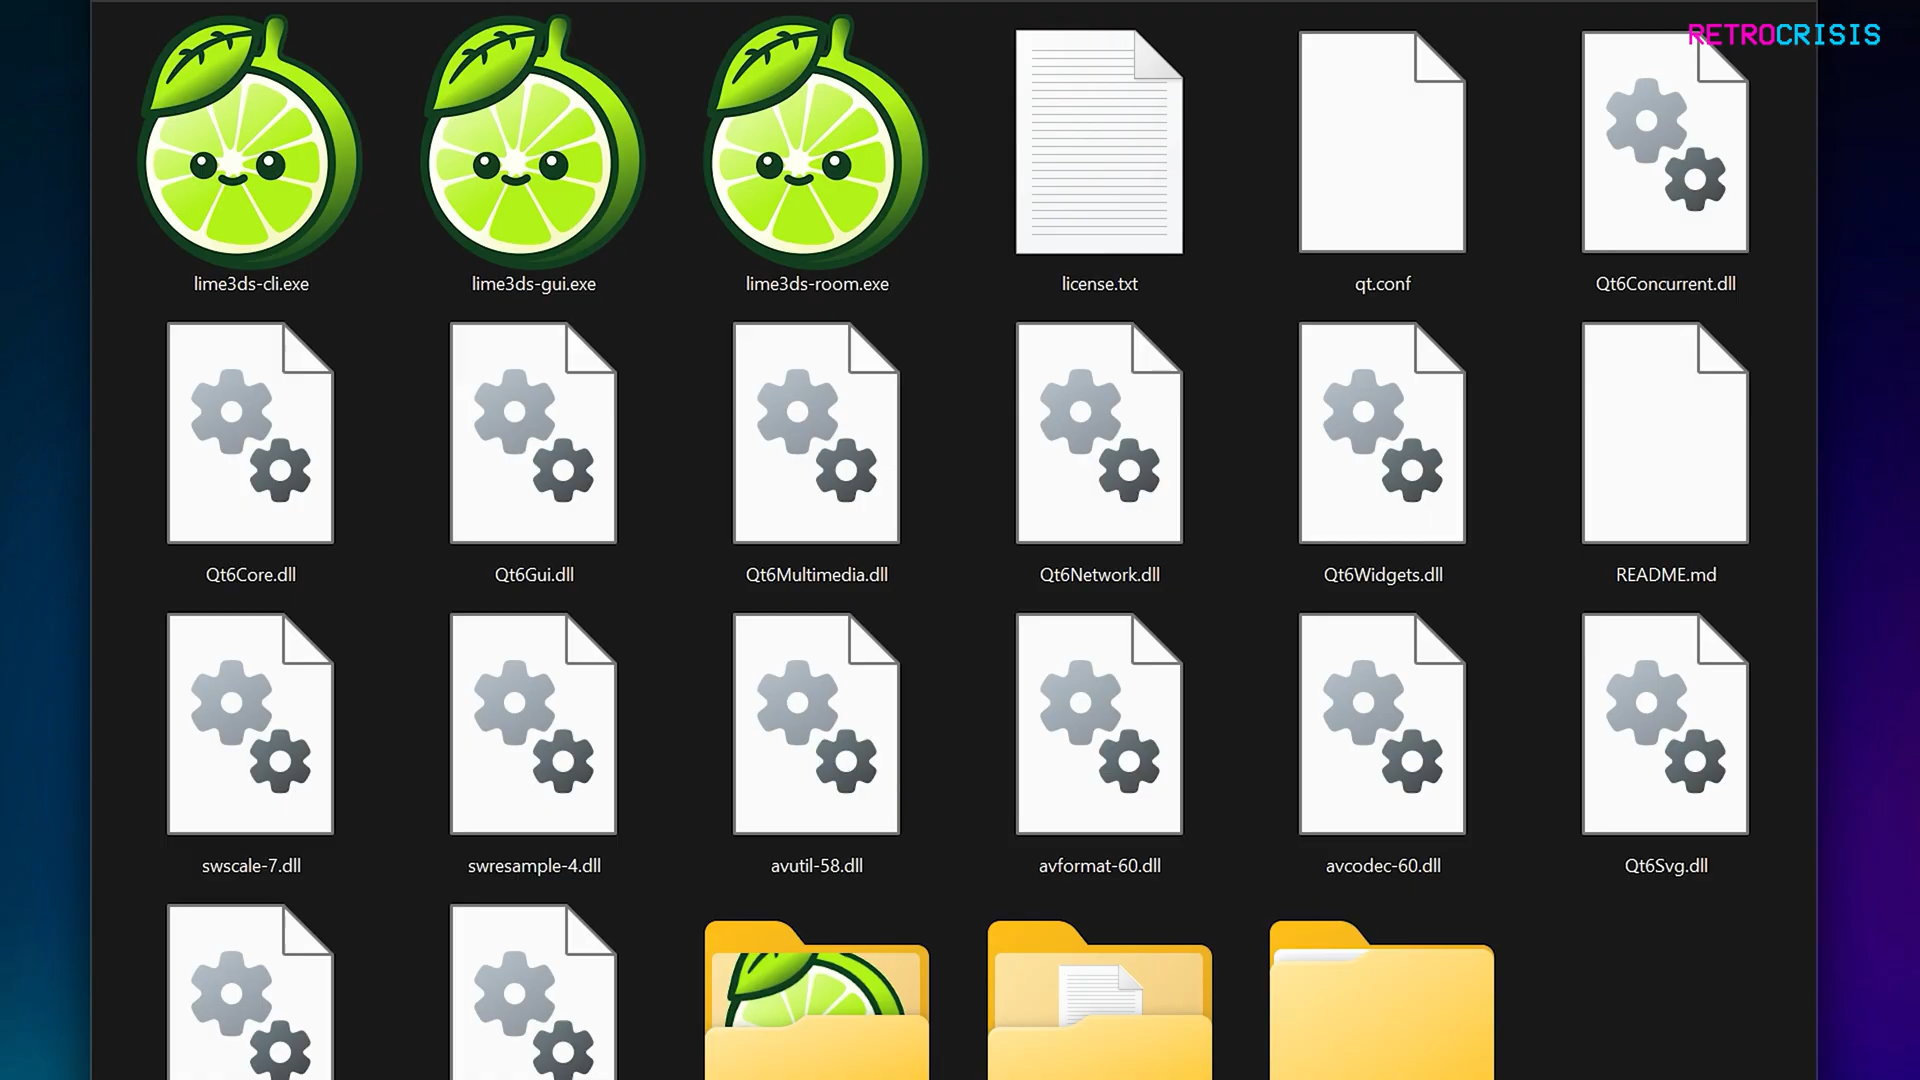 RETROCRISIS
lime3ds-cli.exe
lime3ds-gui.exe
lime3ds-room.exe
license.txt
qt.conf
Qt6Concurrent.dll
Qt6Core.dll
Qt6Gui.dll
Qt6Multimedia.dll
Qt6Network.dll
Qt6Widgets.dll
README.md
swscale-7.dll
swresample-4.dll
avutil-58.dll
avformat-60.dll
avcodec-60.dll
Qt6Svg.dll